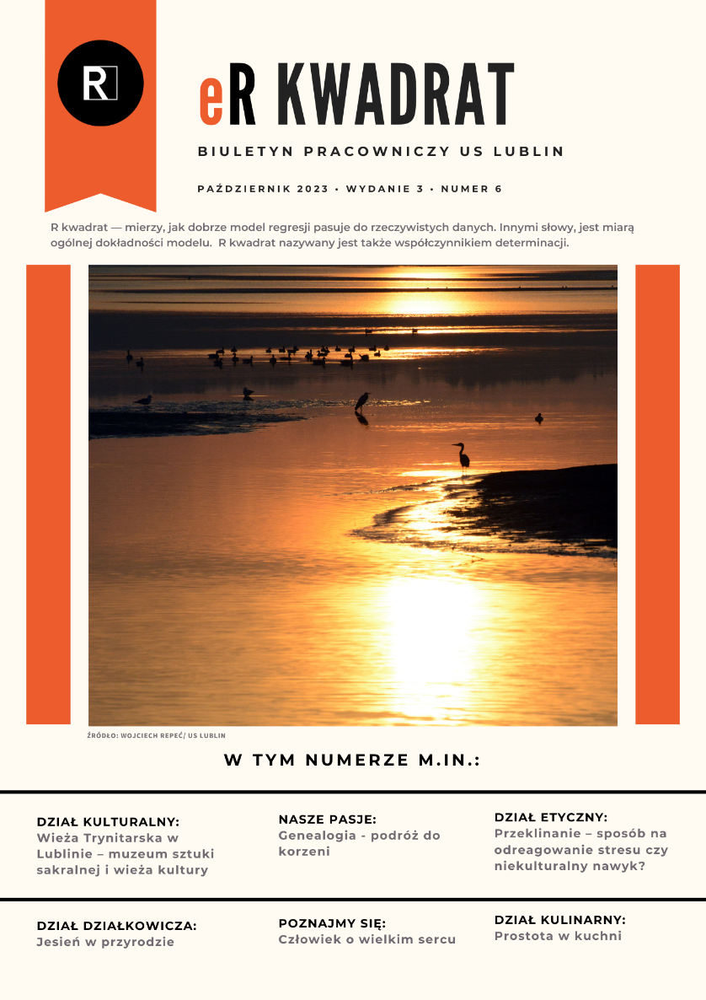 R
eR KWADRAT
BIULETYN PRACOWNICZY US LUBLIN
PAŹDZIERNIK 2023 • WYDANIE 3 • NUMER 6
R kwadrat — mierzy, jak dobrze model regresji pasuje do rzeczywistych danych. Innymi słowy, jest miarą
ogólnej dokładności modelu.  R kwadrat nazywany jest także współczynnikiem determinacji.
ŹRÓDŁO: WOJCIECH REPEĆ/ US LUBLIN
W TYM NUMERZE M.IN.:
DZIAŁ KULTURALNY:
Wieża Trynitarska w
Lublinie – muzeum sztuki
sakralnej i wieża kultury
NASZE PASJE:
Genealogia - podróż do
korzeni
DZIAŁ ETYCZNY:
Przeklinanie – sposób na
odreagowanie stresu czy
niekulturalny nawyk?
DZIAŁ DZIAŁKOWICZA:
Jesień w przyrodzie
POZNAJMY SIĘ:
Człowiek o wielkim sercu
DZIAŁ KULINARNY:
Prostota w kuchni